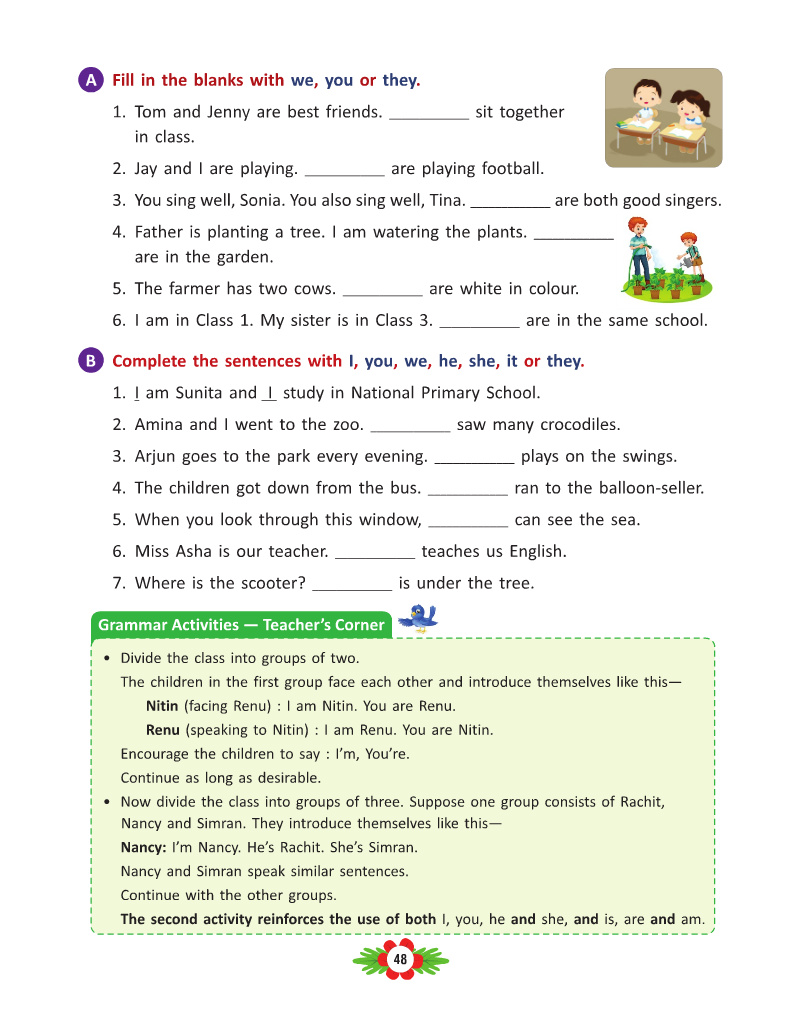 A Fill in the blanks with we, you or they.
1. Tom and Jenny are best friends. _________ sit together
in class.
2. Jay and I are playing. _________ are playing football.
3. You sing well, Sonia. You also sing well, Tina. _________ are both good singers.
4. Father is planting a tree. I am watering the plants. _________
are in the garden.
5. The farmer has two cows. _________ are white in colour.
6. I am in Class 1. My sister is in Class 3. _________ are in the same school.
B Complete the sentences with I, you, we, he, she, it or they.
1. I am Sunita and I study in National Primary School.
2. Amina and I went to the zoo. _________ saw many crocodiles.
3. Arjun goes to the park every evening. _________ plays on the swings.
4. The children got down from the bus. _________ ran to the balloon-seller.
5. When you look through this window, _________ can see the sea.
6. Miss Asha is our teacher. _________ teaches us English.
7. Where is the scooter? _________ is under the tree.
Grammar Activities — Teacher's Corner
• Divide the class into groups of two.
The children in the first group face each other and introduce themselves like this—
Nitin (facing Renu) : I am Nitin. You are Renu.
Renu (speaking to Nitin) : I am Renu. You are Nitin.
Encourage the children to say : I'm, You're.
Continue as long as desirable.
• Now divide the class into groups of three. Suppose one group consists of Rachit,
Nancy and Simran. They introduce themselves like this—
Nancy: I'm Nancy. He's Rachit. She's Simran.
Nancy and Simran speak similar sentences.
Continue with the other groups.
The second activity reinforces the use of both I, you, he and she, and is, are and am.
48